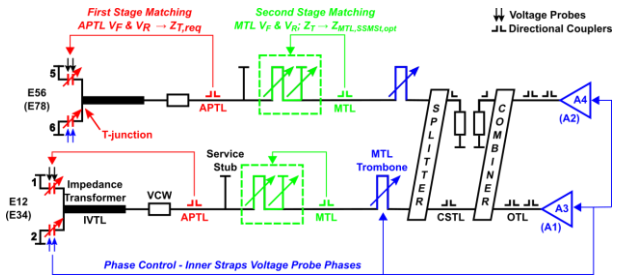 First Stage Matching
APTL VF & VR → ZT,req
Second Stage Matching
MTL VF & VR; ZT → ZMTL,S5MSLopt
Voltage Probes
Directional Couplers
5
E56
(E78)
6
T-junction
APTL
MTL
SPLITTER
COMBINER
A4
(A2)
1
E12
(E34)
2
Impedance
Transformer
IVTL
VCW
APTL
Service
Stub
MTL
MTL
Trombone
CSTL
OTL
A3
(A1)
Phase Control - Inner Straps Voltage Probe Phases